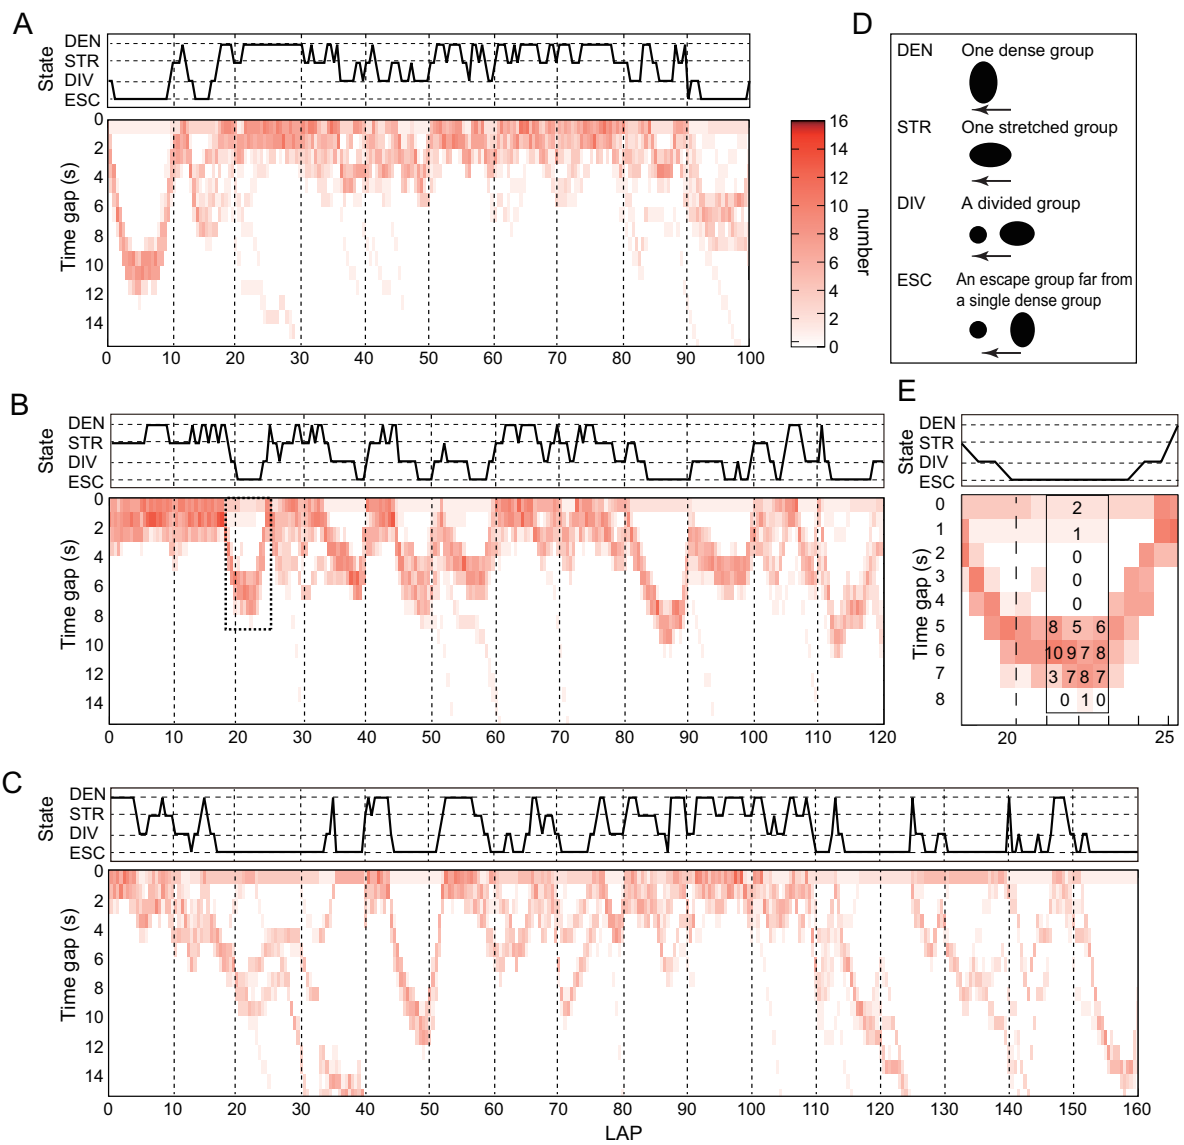 A
State
DEN
STR
DIV
ESC
Time gap (s)
0
2
4
6
8
10
12
14
0 10 20 30 40 50 60 70 80 90 100
16
14
12
10
8
6
4
2
0
number
D
DEN One dense group
STR One stretched group
DIV A divided group
ESC An escape group far from
a single dense group
B
State
DEN
STR
DIV
ESC
Time gap (s)
0
2
4
6
8
10
12
14
0 10 20 30 40 50 60 70 80 90 100 110 120
E
State
DEN
STR
DIV
ESC
Time gap (s)
0 2
1 1
2 0
3 0
4 0
5 8 5 6
6 10 9 7 8
7 3 7 8 7
8 0 1 0
20 25
C
State
DEN
STR
DIV
ESC
Time gap (s)
0
2
4
6
8
10
12
14
0 10 20 30 40 50 60 70 80 90 100 110 120 130 140 150 160
LAP